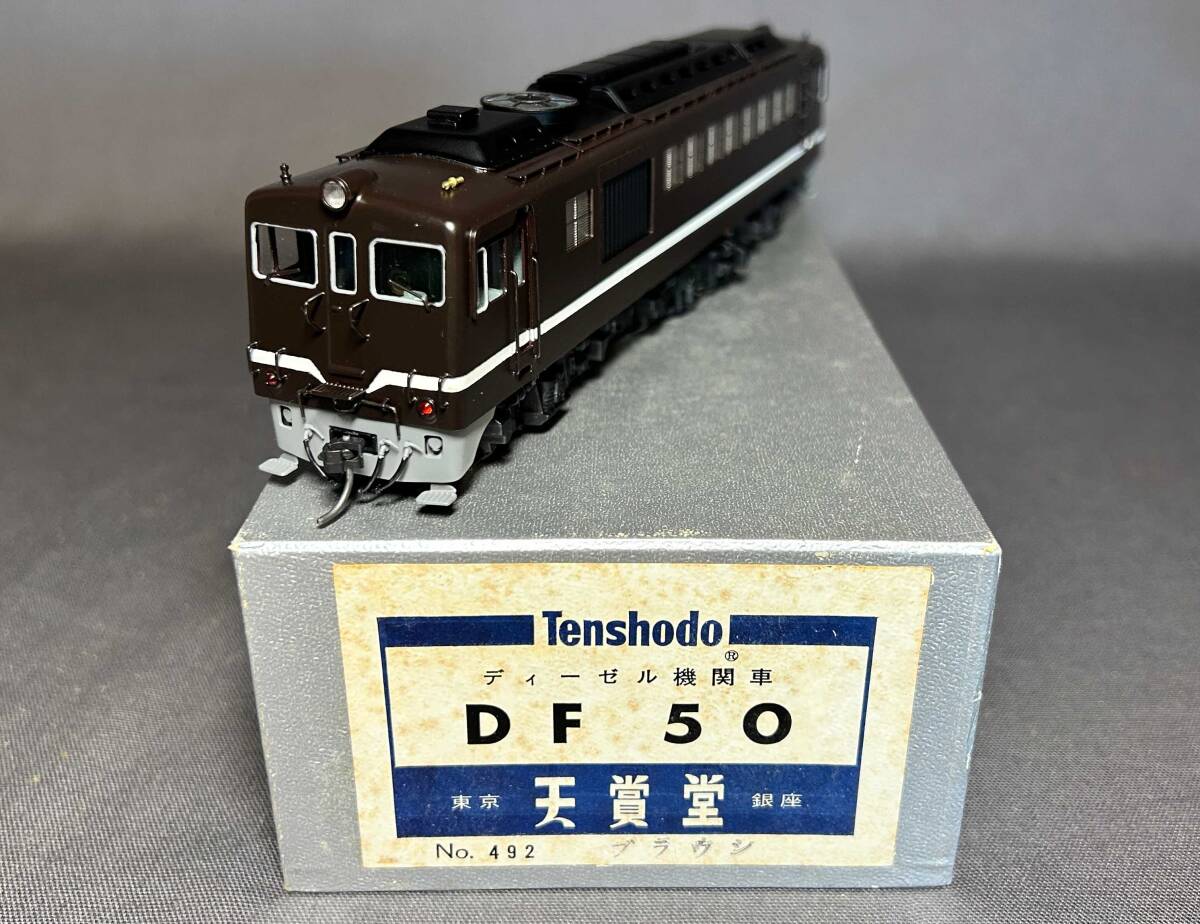 Tenshodo
®
ディーゼル機関車
DF 50
東京 天賞堂 銀座
No. 492 ブラウン